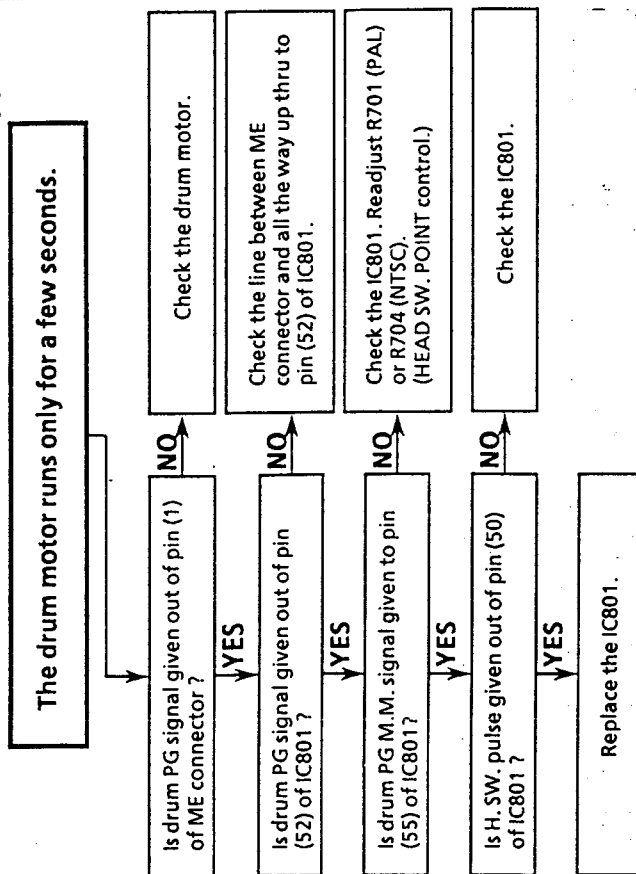 The drum motor runs only for a few seconds.
Is drum PG signal given out of pin (1)
of ME connector ?
NO
Check the drum motor.
YES
Is drum PG signal given out of pin
(52) of IC801 ?
NO
Check the line between ME
connector and all the way up thru to
pin (52) of IC801.
YES
Is drum PG M.M. signal given to pin
(55) of IC801?
NO
Check the IC801. Readjust R701 (PAL)
or R704 (NTSC).
(HEAD SW. POINT control.)
YES
Is H. SW. pulse given out of pin (50)
of IC801 ?
NO
Check the IC801.
YES
Replace the IC801.